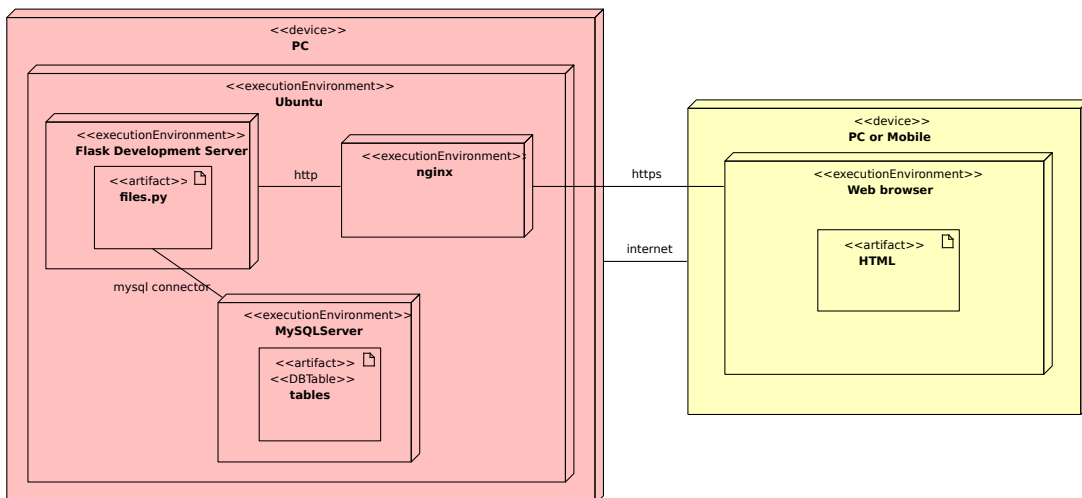 <<device>>
PC
<<executionEnvironment>>
Ubuntu
<<executionEnvironment>>
Flask Development Server
<<artifact>>
files.py
http
<<executionEnvironment>>
nginx
mysql connector
<<executionEnvironment>>
MySQLServer
<<artifact>>
<<DBTable>>
tables
https
internet
<<device>>
PC or Mobile
<<executionEnvironment>>
Web browser
<<artifact>>
HTML